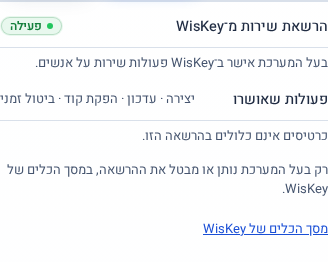 הרשאת שירות מ־WisKey
פעילה
בעל המערכת אישר ב־WisKey פעולות שירות על אנשים.
פעולות שאושרו
יצירה · עדכון · הפקת קוד · ביטול זמני
כרטיסים אינם כלולים בהרשאה הזו.
רק בעל המערכת נותן או מבטל את ההרשאה, במסך הכלים של
WisKey.
מסך הכלים של WisKey